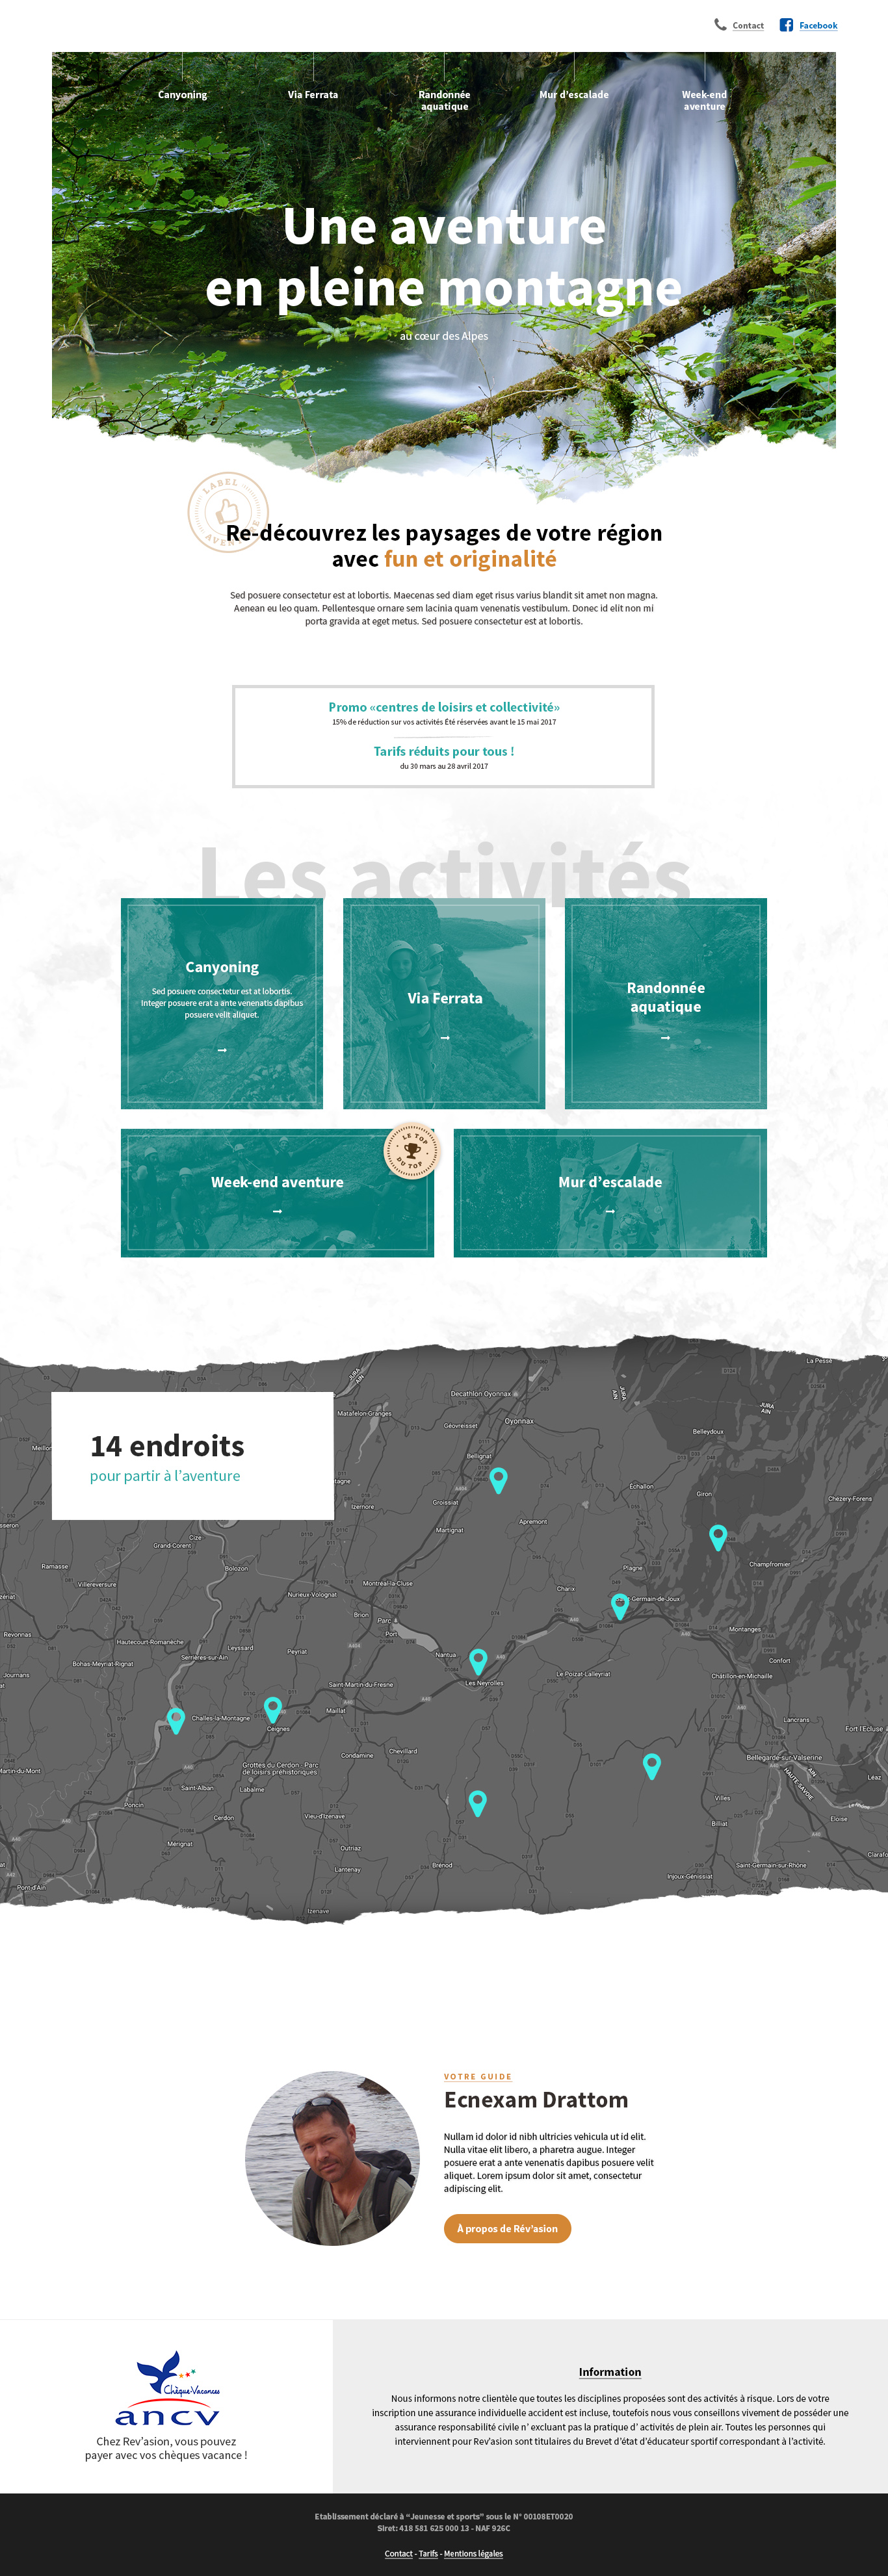 Contact
Facebook
Canyoning
Via Ferrata
Randonnée
aquatique
Mur d'escalade
Week-end
aventure
Une aventure
en pleine montagne
au cœur des Alpes
LABEL
AVENTURE
Re-découvrez les paysages de votre région
avec fun et originalité
Sed posuere consectetur est at lobortis. Maecenas sed diam eget risus varius blandit sit amet non magna.
Aenean eu leo quam. Pellentesque ornare sem lacinia quam venenatis vestibulum. Donec id elit non mi
porta gravida at eget metus. Sed posuere consectetur est at lobortis.
Promo «centres de loisirs et collectivité»
15% de réduction sur vos activités Été réservées avant le 15 mai 2017
Tarifs réduits pour tous !
du 30 mars au 28 avril 2017
Les activités
Canyoning
Sed posuere consectetur est at lobortis.
Integer posuere erat a ante venenatis dapibus
posuere velit aliquet.
Via Ferrata
Randonnée
aquatique
LE TOP
DU TOP
Week-end aventure
Mur d'escalade
14 endroits
pour partir à l'aventure
La Pesse
JURA
AIN
Decathlon Oyonnax
JURA
AIN
JURA
AIN
Matafelon-Granges
Oyonnax
Géovreisset
Belleydoux
Bellignat
Échallon
Giron
Izernore
Groissiat
Chézery-Forens
Apremont
Martignat
Cize
Grand-Corent
Ramasse
Bolozon
Plagne
Champfromier
Villereversure
Montréal-la-Cluse
Charix
Nurieux-Volognat
Saint-Germain-de-Joux
Brion
Parc
Port
Montanges
Revonnas
Hautecourt-Romanèche
Leyssard
Peyriat
Nantua
Serrières-sur-Ain
Bohas-Meyriat-Rignat
Confort
Journans
Le Poizat-Lalleyriat
Châtillon-en-Michaille
Saint-Martin-du-Fresne
Les Neyrolles
Maillat
Challes-la-Montagne
Lancrans
Ceignes
Fort l'Écluse
Chevillard
Condamine
Bellegarde-sur-Valserine
Grottes du Cerdon - Parc
de loisirs préhistoriques
AIN
HAUTE-SAVOIE
Léaz
Saint-Alban
Labalme
Villes
Poncin
Le Rhône
Cerdon
Vieu-d'Izenave
Éloise
Billiat
Mérignat
Outriaz
Lantenay
Brénod
Saint-Germain-sur-Rhône
Injoux-Génissiat
Pont-d'Ain
Izenave
VOTRE GUIDE
Ecnexam Drattom
Nullam id dolor id nibh ultricies vehicula ut id elit.
Nulla vitae elit libero, a pharetra augue. Integer
posuere erat a ante venenatis dapibus posuere velit
aliquet. Lorem ipsum dolor sit amet, consectetur
adipiscing elit.
À propos de Rév'asion
Chèque-Vacances
ancv
Chez Rev'asion, vous pouvez
payer avec vos chèques vacance !
Information
Nous informons notre clientèle que toutes les disciplines proposées sont des activités à risque. Lors de votre
inscription une assurance individuelle accident est incluse, toutefois nous vous conseillons vivement de posséder une
assurance responsabilité civile n' excluant pas la pratique d' activités de plein air. Toutes les personnes qui
interviennent pour Rev'asion sont titulaires du Brevet d'état d'éducateur sportif correspondant à l'activité.
Etablissement déclaré à "Jeunesse et sports" sous le N° 00108ET0020
Siret: 418 581 625 000 13 - NAF 926C
Contact - Tarifs - Mentions légales